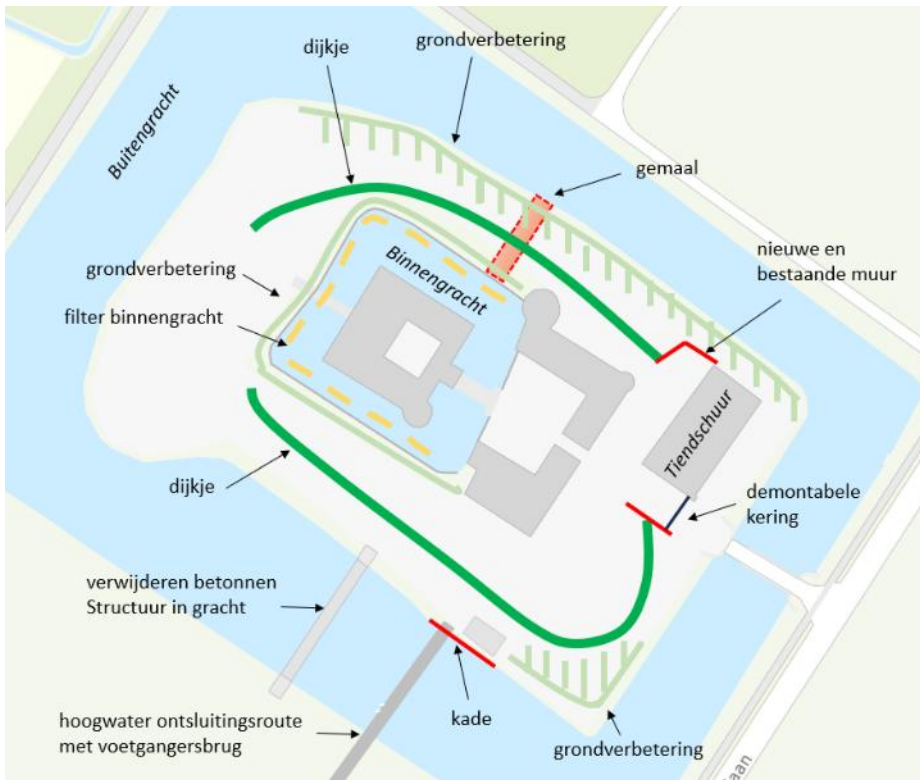 grondverbetering
dijkje
Buitengracht
gemaal
nieuwe en
bestaande muur
Binnengracht
grondverbetering
filter binnengracht
Tiendschuur
dijkje
demontabele
kering
verwijderen betonnen
Structuur in gracht
kade
hoogwater ontsluitingsroute
met voetgangersbrug
grondverbetering
aan